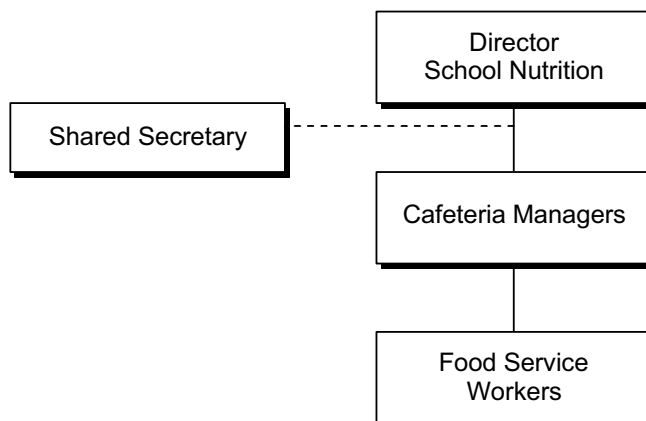 Director
School Nutrition
Shared Secretary
Cafeteria Managers
Food Service
Workers